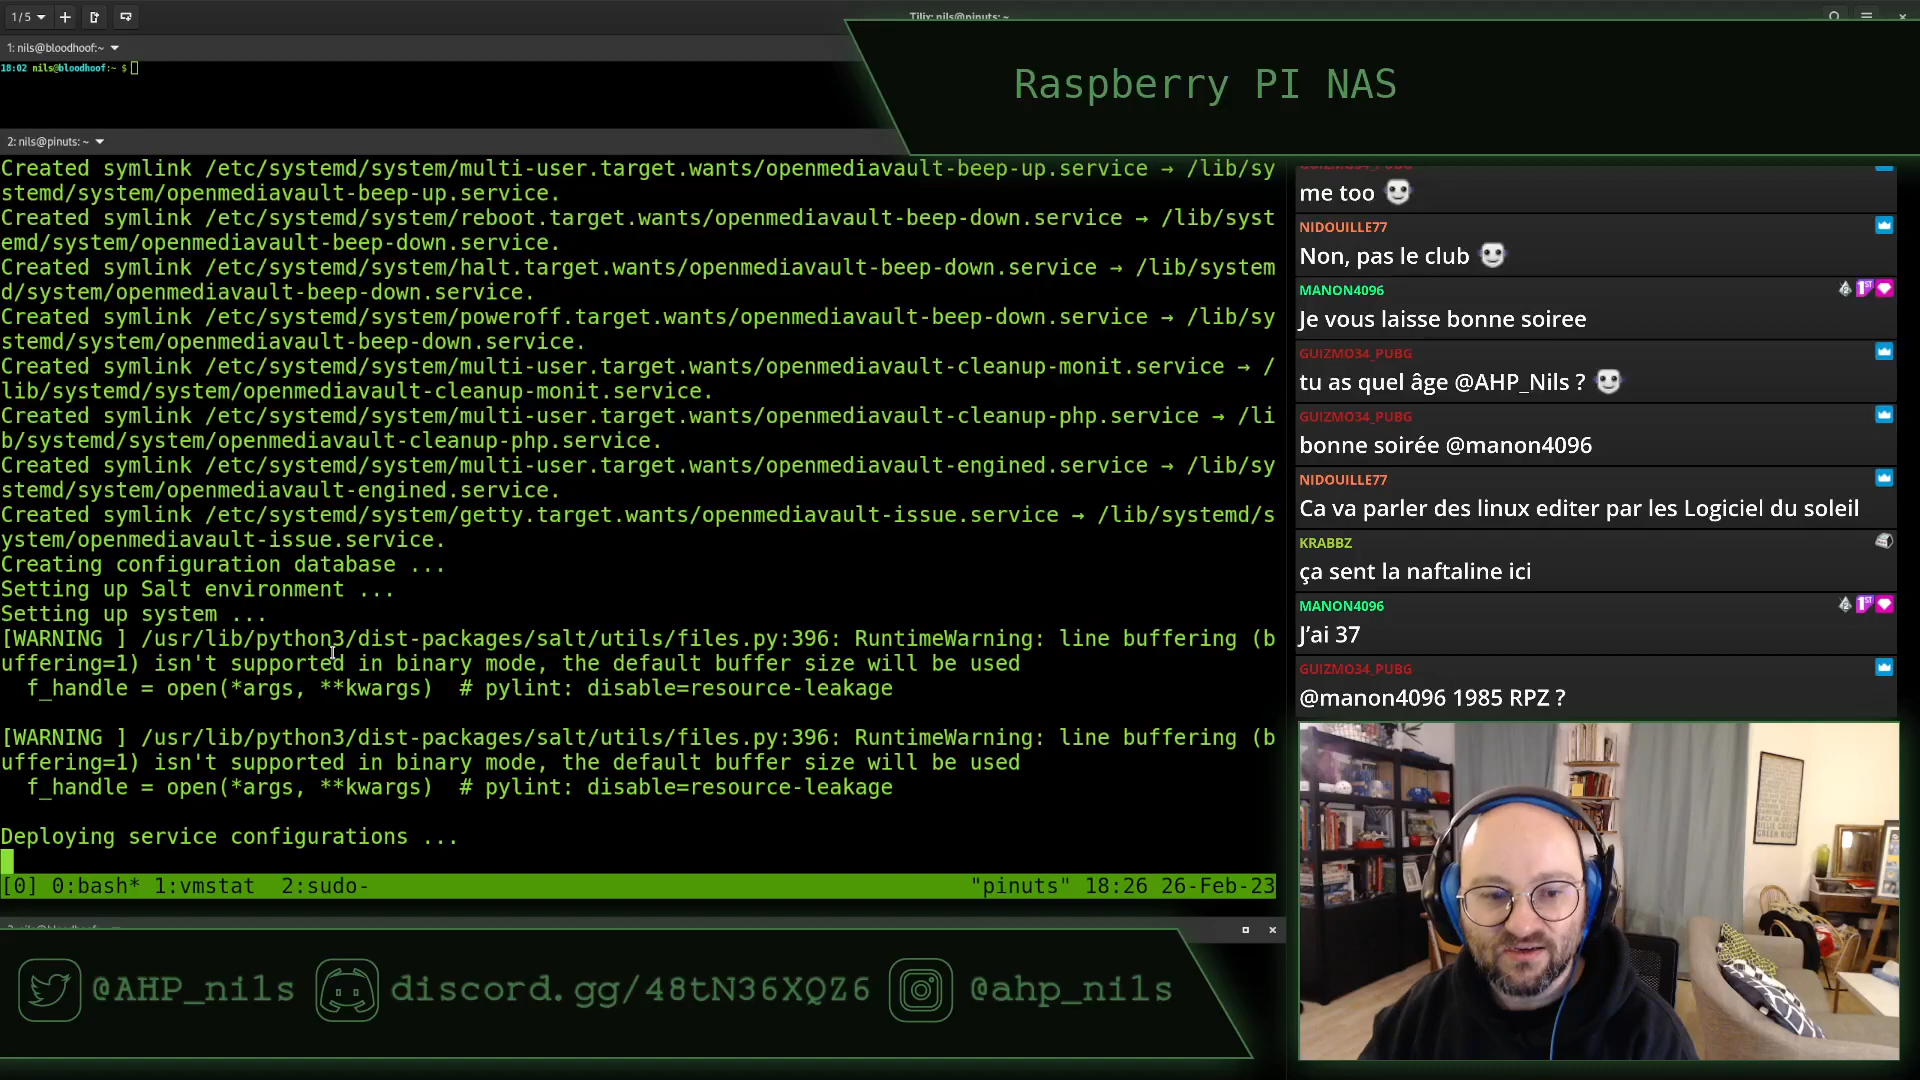 1/5
Tilix: nils@pinuts: ~
1: nils@bloodhoof:~
18:02 nils@bloodhoof:~ $
Raspberry PI NAS
2: nils@pinuts: ~
Created symlink /etc/systemd/system/multi-user.target.wants/openmediavault-beep-up.service → /lib/sy
stemd/system/openmediavault-beep-up.service.
Created symlink /etc/systemd/system/reboot.target.wants/openmediavault-beep-down.service → /lib/syst
emd/system/openmediavault-beep-down.service.
Created symlink /etc/systemd/system/halt.target.wants/openmediavault-beep-down.service → /lib/system
d/system/openmediavault-beep-down.service.
Created symlink /etc/systemd/system/poweroff.target.wants/openmediavault-beep-down.service → /lib/sy
stemd/system/openmediavault-beep-down.service.
Created symlink /etc/systemd/system/multi-user.target.wants/openmediavault-cleanup-monit.service → /
lib/systemd/system/openmediavault-cleanup-monit.service.
Created symlink /etc/systemd/system/multi-user.target.wants/openmediavault-cleanup-php.service → /li
b/systemd/system/openmediavault-cleanup-php.service.
Created symlink /etc/systemd/system/multi-user.target.wants/openmediavault-engined.service → /lib/sy
stemd/system/openmediavault-engined.service.
Created symlink /etc/systemd/system/getty.target.wants/openmediavault-issue.service → /lib/systemd/s
ystem/openmediavault-issue.service.
Creating configuration database ...
Setting up Salt environment ...
Setting up system ...
[WARNING ] /usr/lib/python3/dist-packages/salt/utils/files.py:396: RuntimeWarning: line buffering (b
uffering=1) isn't supported in binary mode, the default buffer size will be used
f_handle = open(*args, **kwargs)  # pylint: disable=resource-leakage
[WARNING ] /usr/lib/python3/dist-packages/salt/utils/files.py:396: RuntimeWarning: line buffering (b
uffering=1) isn't supported in binary mode, the default buffer size will be used
f_handle = open(*args, **kwargs)  # pylint: disable=resource-leakage
Deploying service configurations ...
[0] 0:bash* 1:vmstat  2:sudo- "pinuts" 18:26 26-Feb-23
GUIZMO34_PUBG
me too
NIDOUILLE77
Non, pas le club
MANON4096
Je vous laisse bonne soiree
GUIZMO34_PUBG
tu as quel âge @AHP_Nils ?
GUIZMO34_PUBG
bonne soirée @manon4096
NIDOUILLE77
Ca va parler des linux editer par les Logiciel du soleil
KRABBZ
ça sent la naftaline ici
MANON4096
J'ai 37
GUIZMO34_PUBG
@manon4096 1985 RPZ ?
@AHP_nils discord.gg/48tN36XQZ6 @ahp_nils